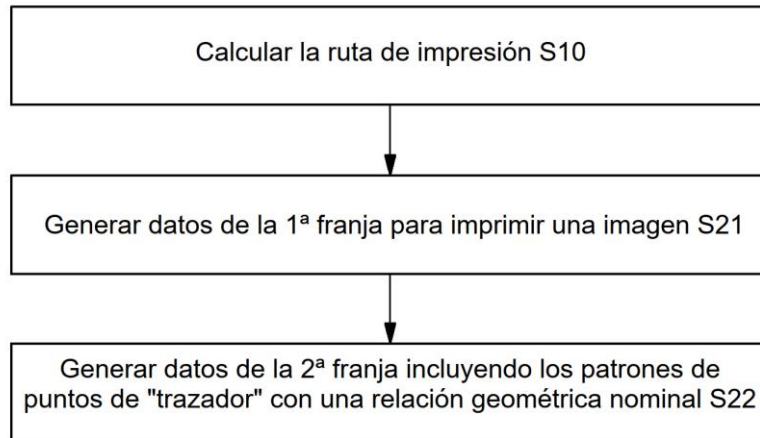 Calcular la ruta de impresión S10
Generar datos de la 1ª franja para imprimir una imagen S21
Generar datos de la 2ª franja incluyendo los patrones de
puntos de "trazador" con una relación geométrica nominal S22